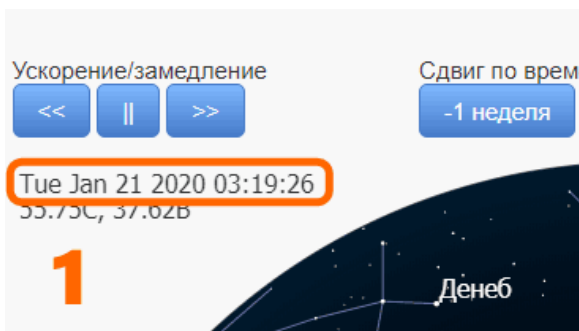 Ускорение/замедление
Сдвиг по врем
<< || >>
-1 неделя
Tue Jan 21 2020 03:19:26
55.75С, 37.62В
1
Денеб